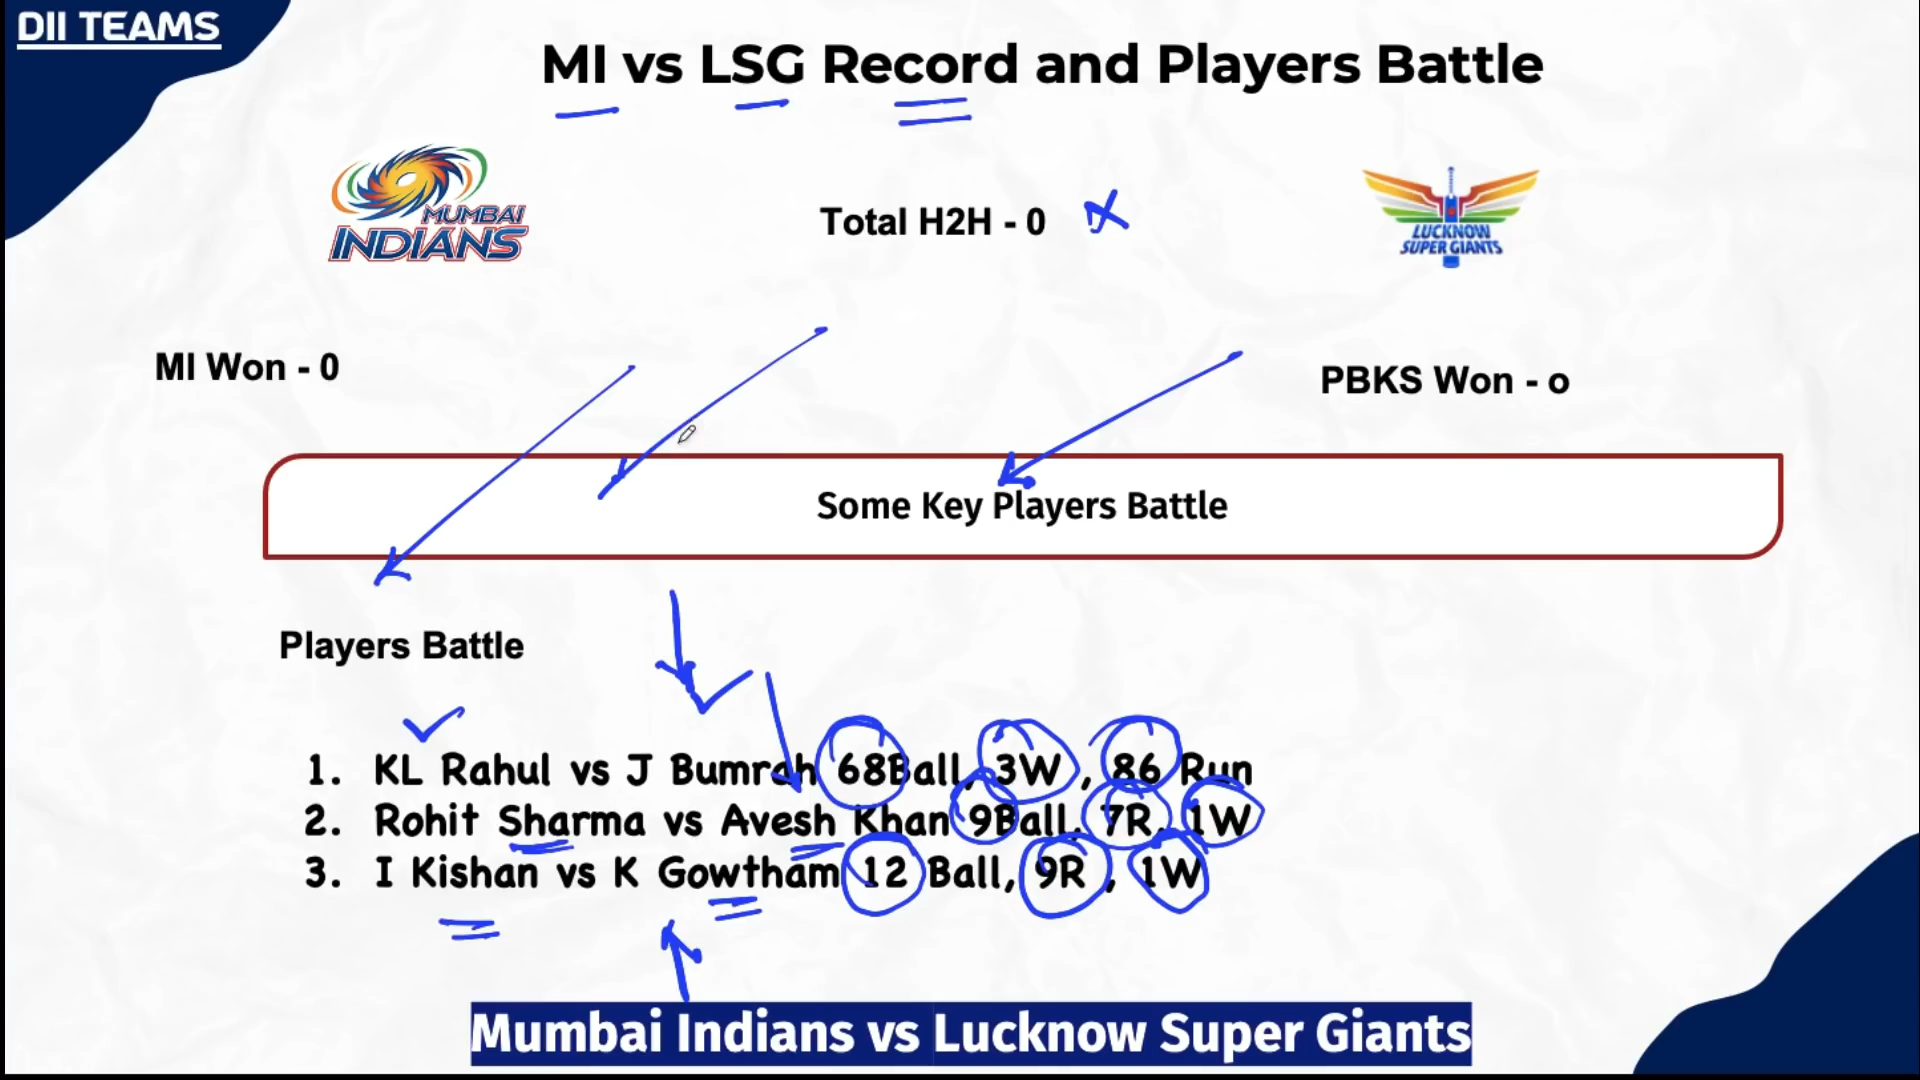 DII TEAMS
MI vs LSG Record and Players Battle
MUMBAI
INDIANS
Total H2H - 0
LUCKNOW
SUPER GIANTS
MI Won - 0
PBKS Won - o
Some Key Players Battle
Players Battle
1. KL Rahul vs J Bumrah 68Ball, 3W , 86 Run
2. Rohit Sharma vs Avesh Khan 9Ball, 7R, 1W
3. I Kishan vs K Gowtham 12 Ball, 9R , 1W
Mumbai Indians vs Lucknow Super Giants